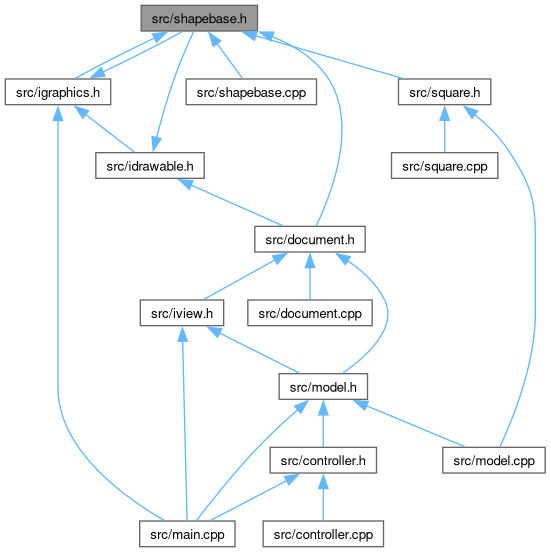 src/shapebase.h
src/igraphics.h
src/shapebase.cpp
src/square.h
src/idrawable.h
src/square.cpp
src/document.h
src/iview.h
src/document.cpp
src/model.h
src/controller.h
src/model.cpp
src/main.cpp
src/controller.cpp